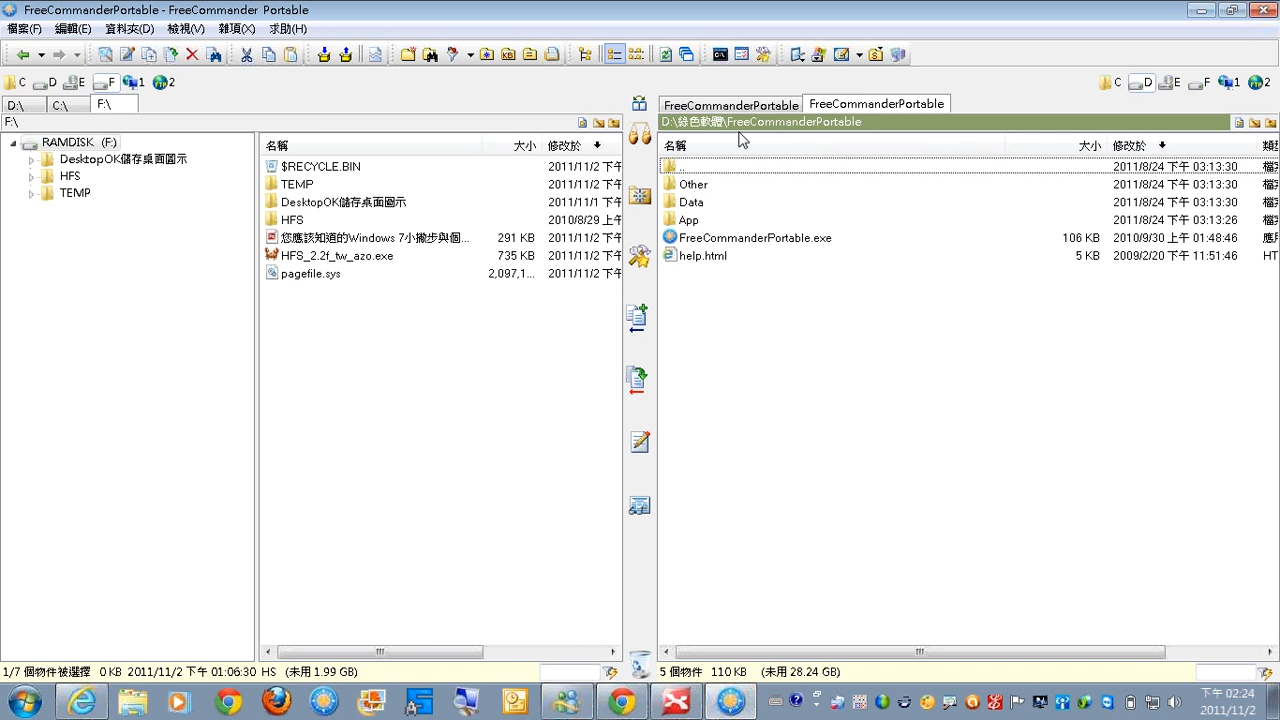 FreeCommanderPortable - FreeCommander Portable
檔案(F) 編輯(E) 資料夾(D) 檢視(V) 雜項(X) 求助(H)
C D E F 1 2
C D E F 1 2
D:\ C:\ F:\
FreeCommanderPortable FreeCommanderPortable
F:\
D:\綠色軟體\FreeCommanderPortable
RAMDISK (F:)
DesktopOK儲存桌面圖示
HFS
TEMP
名稱 大小 修改於
$RECYCLE.BIN 2011/11/2 下午
TEMP 2011/11/2 下午
DesktopOK儲存桌面圖示 2011/11/1 下午
HFS 2010/8/29 上午
您應該知道的Windows 7小撇步與個... 291 KB 2011/11/2 下午
HFS_2.2f_tw_azo.exe 735 KB 2011/11/2 下午
pagefile.sys 2,097,1... 2011/11/2 下午
名稱 大小 修改於 類
.. 2011/8/24 下午 03:13:30 檔
Other 2011/8/24 下午 03:13:30 檔
Data 2011/8/24 下午 03:13:30 檔
App 2011/8/24 下午 03:13:26 檔
FreeCommanderPortable.exe 106 KB 2010/9/30 上午 01:48:46 應
help.html 5 KB 2009/2/20 下午 11:51:46 HT
1/7 個物件被選擇 0 KB 2011/11/2 下午 01:06:30 HS (未用 1.99 GB)
5 個物件 110 KB (未用 28.24 GB)
下午 02:24
2011/11/2